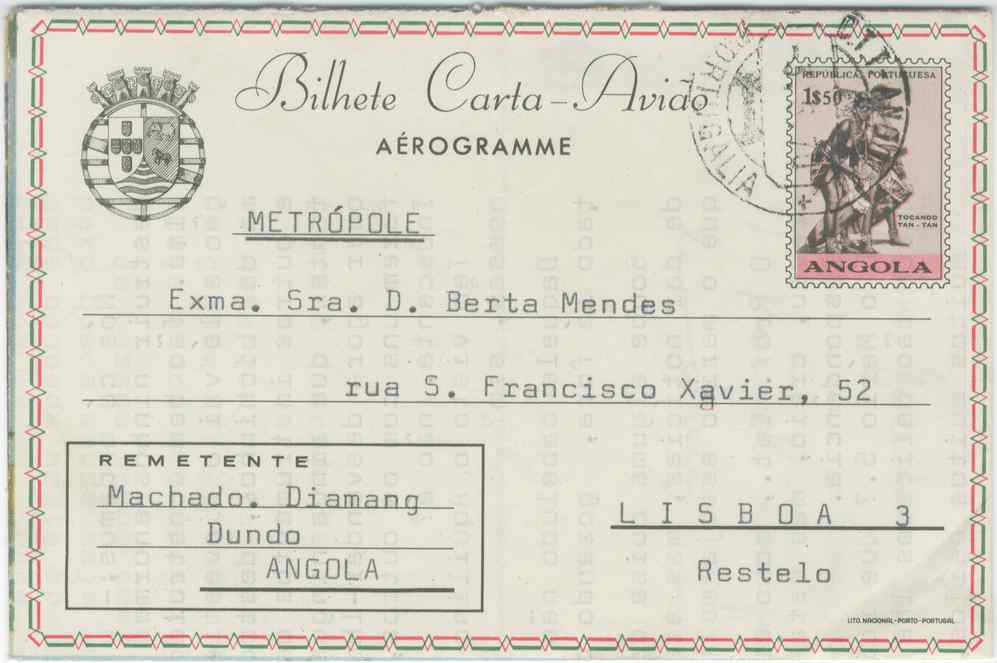 Bilhete Carta-Avião
AÉROGRAMME
REPÚBLICA PORTUGUESA
1$50
TOCANDO
TAN-TAN
ANGOLA
METRÓPOLE
Exma. Sra. D. Berta Mendes
rua S. Francisco Xavier, 52
LISBOA 3
Restelo
REMETENTE
Machado. Diamang
Dundo
ANGOLA
LITO. NACIONAL-PORTO-PORTUGAL